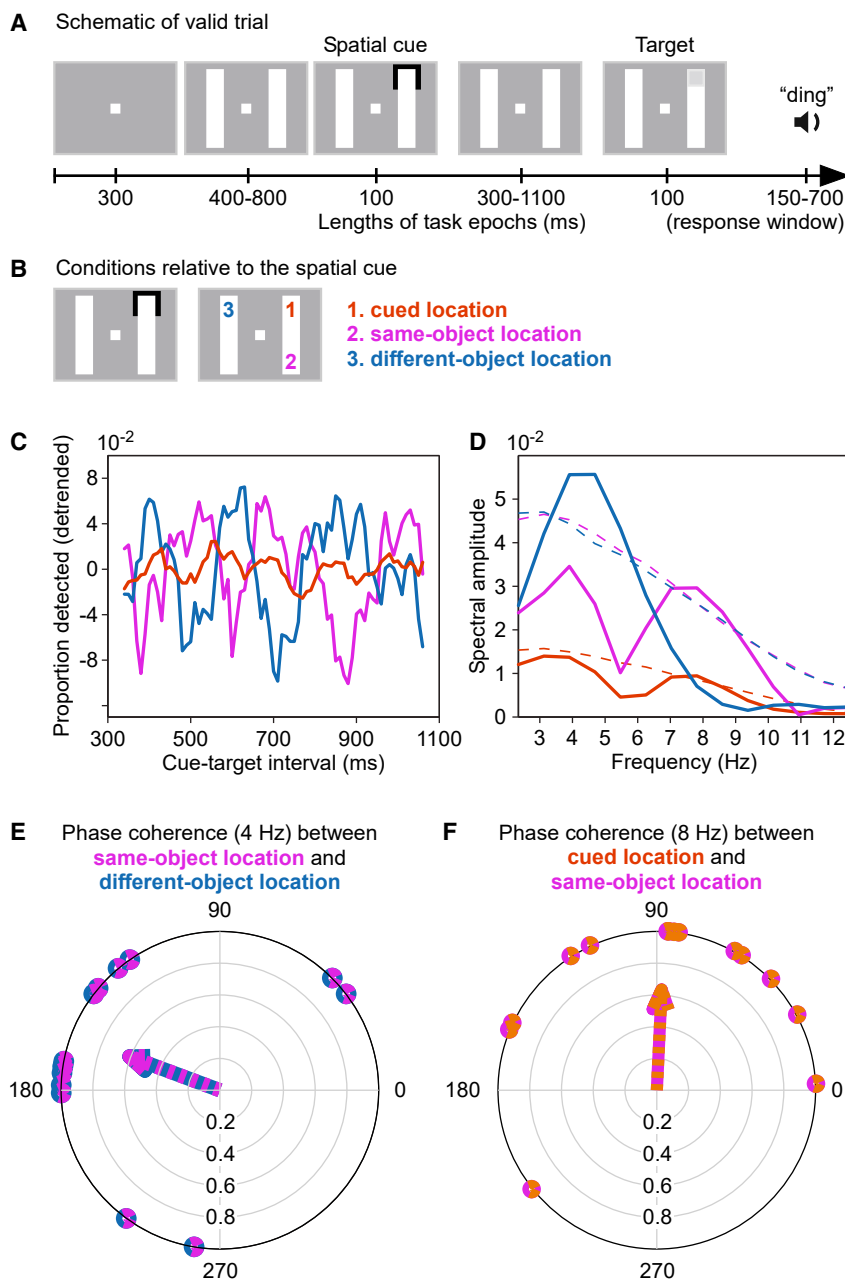 A Schematic of valid trial
Spatial cue Target
“ding”
300 400-800 100 300-1100 100 150-700
Lengths of task epochs (ms) (response window)
B Conditions relative to the spatial cue
3 1 1. cued location
2. same-object location
2 3. different-object location
C 10-2 D 10-2
Proportion detected (detrended)
8
4
0
-4
-8
300 500 700 900 1100
Cue-target interval (ms)
Spectral amplitude
5
4
3
2
1
0
3 4 5 6 7 8 9 10 11 12
Frequency (Hz)
E Phase coherence (4 Hz) between
same-object location and
different-object location
90
180 0
0.2
0.4
0.6
0.8
270
F Phase coherence (8 Hz) between
cued location and
same-object location
90
180 0
0.2
0.4
0.6
0.8
270